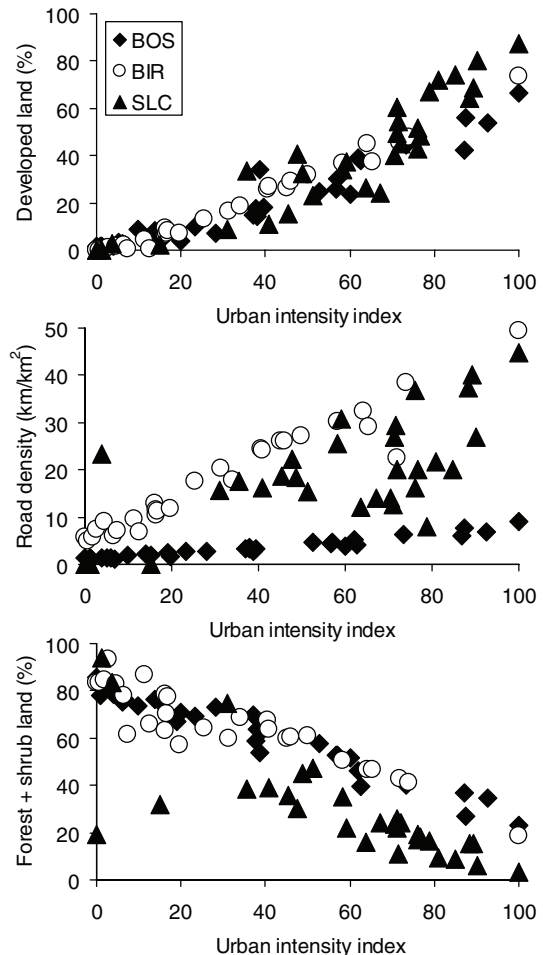 100
80
60
40
20
0
Developed land (%)
BOS
BIR
SLC
0 20 40 60 80 100
Urban intensity index
50
40
30
20
10
0
Road density (km/km²)
0 20 40 60 80 100
Urban intensity index
100
80
60
40
20
0
Forest + shrub land (%)
0 20 40 60 80 100
Urban intensity index